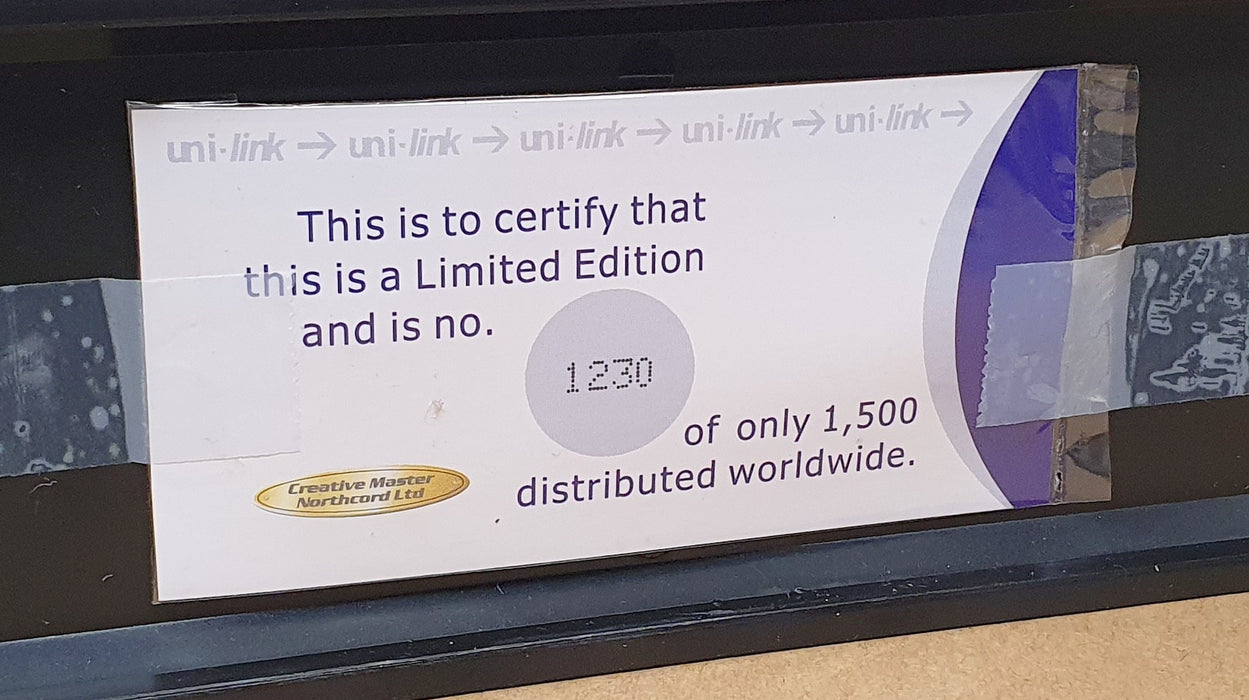 uni-link → uni-link → uni-link → uni-link → uni-link →
This is to certify that
this is a Limited Edition
and is no.
1230
of only 1,500
distributed worldwide.
Creative Master
Northcord Ltd